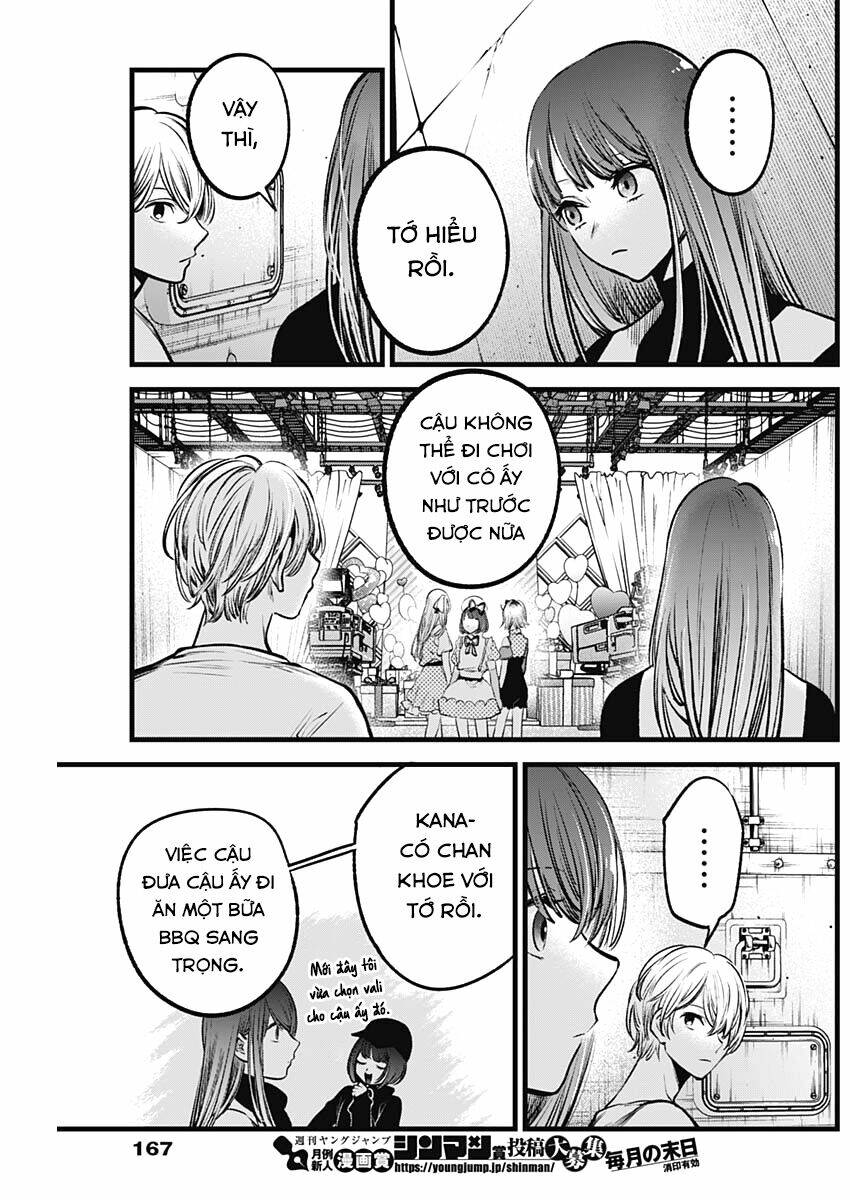 ......
TỚ HIỂU
RỒI.
VẬY
THÌ,
CẬU KHÔNG
THỂ ĐI CHƠI
VỚI CÔ ẤY
NHƯ TRƯỚC
ĐƯỢC NỮA
......
KANA-
CÓ CHAN
KHOE VỚI
TỚ RỒI.
VIỆC CẬU
ĐƯA CẬU ẤY ĐI
ĂN MỘT BỮA
BBQ SANG
TRỌNG.
Mới đây tôi
vừa chọn vali
cho cậu ấy đó.
167
週刊ヤングジャンプ
月例
新人
漫画賞
シンマン賞投稿大募集
毎月の末日
消印有効
https://youngjump.jp/shinman/